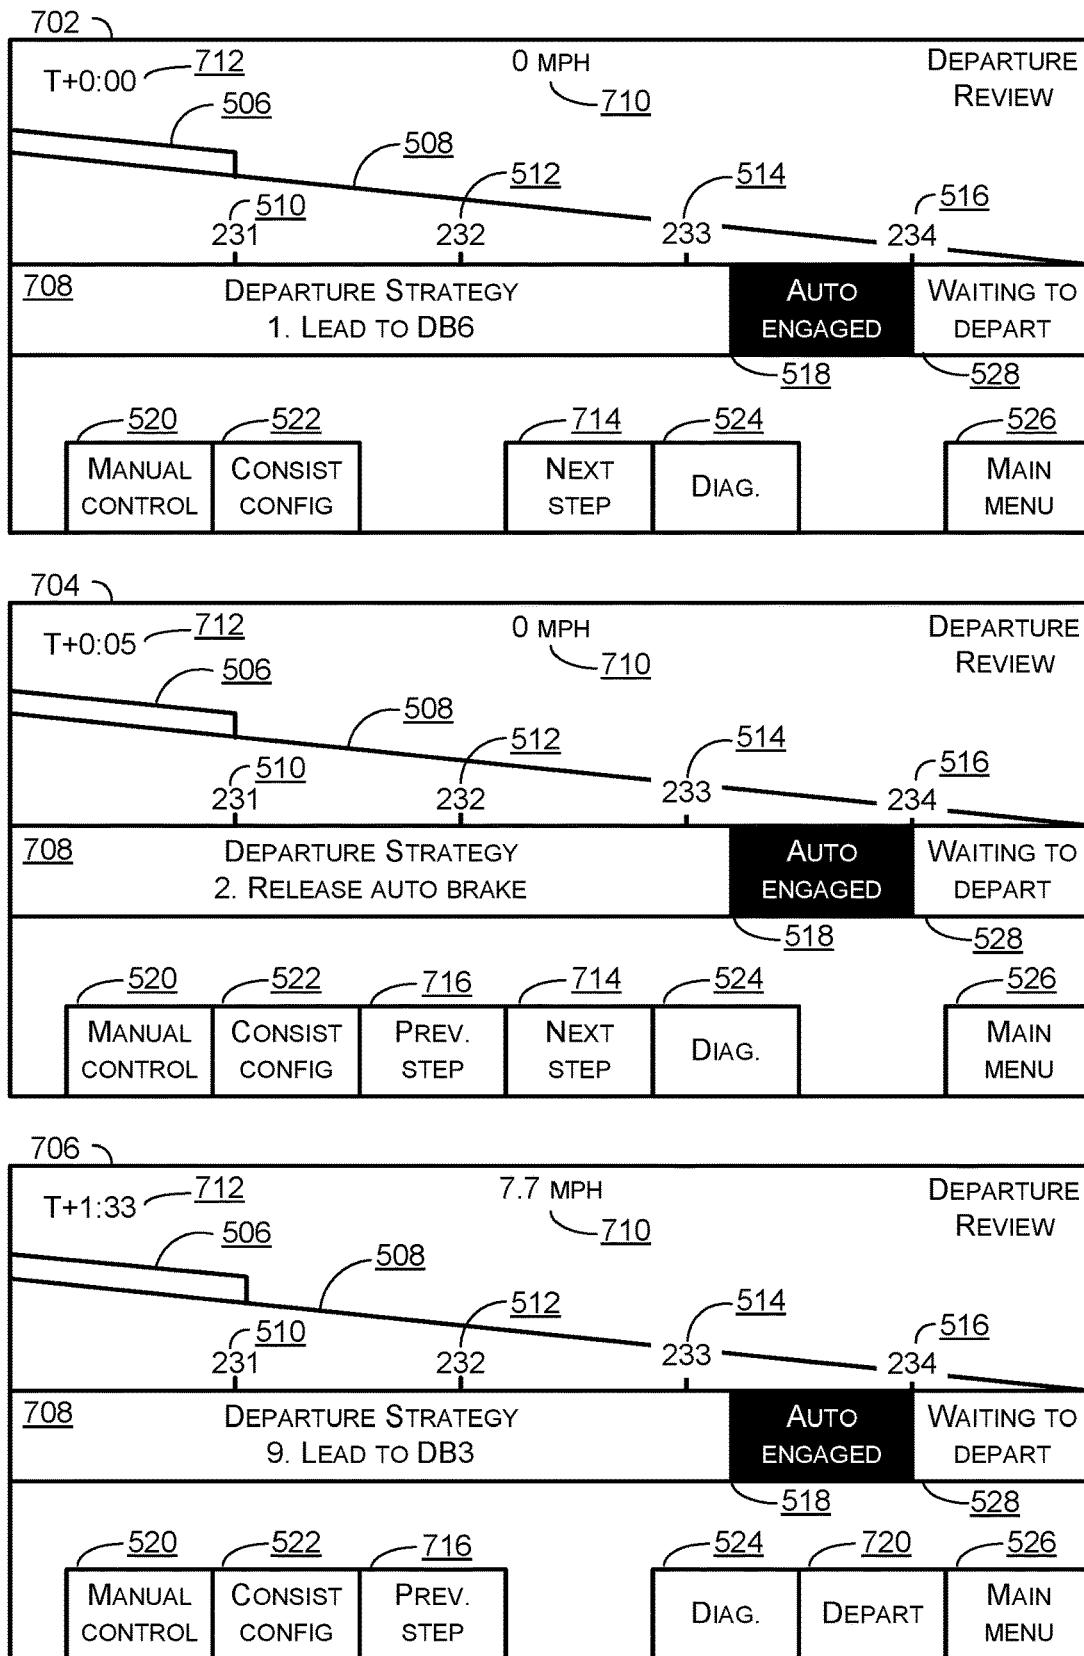 702
T+0:00 712 0 MPH 710 DEPARTURE
REVIEW
506
508 512 514 516
510
231 232 233 234
708 DEPARTURE STRATEGY AUTO WAITING TO
1. LEAD TO DB6 ENGAGED DEPART
518 528
520 522 714 524 526
MANUAL CONSIST NEXT DIAG. MAIN
CONTROL CONFIG STEP MENU
704
T+0:05 712 0 MPH 710 DEPARTURE
REVIEW
506
508 512 514 516
510
231 232 233 234
708 DEPARTURE STRATEGY AUTO WAITING TO
2. RELEASE AUTO BRAKE ENGAGED DEPART
518 528
520 522 716 714 524 526
MANUAL CONSIST PREV. NEXT DIAG. MAIN
CONTROL CONFIG STEP STEP MENU
706
T+1:33 712 7.7 MPH 710 DEPARTURE
REVIEW
506
508 512 514 516
510
231 232 233 234
708 DEPARTURE STRATEGY AUTO WAITING TO
9. LEAD TO DB3 ENGAGED DEPART
518 528
520 522 716 524 720 526
MANUAL CONSIST PREV. DIAG. DEPART MAIN
CONTROL CONFIG STEP MENU